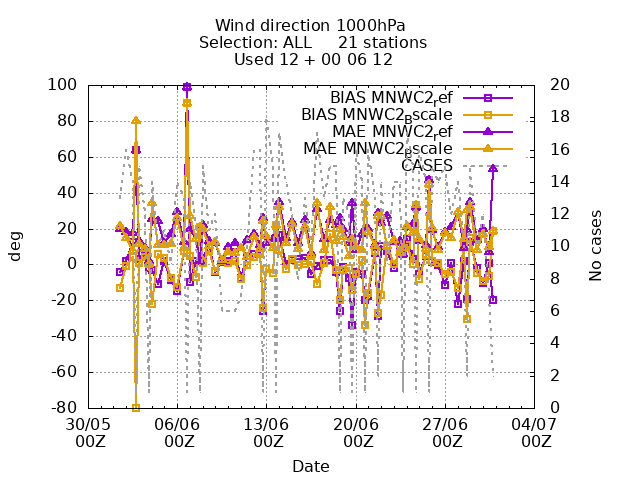 Wind direction 1000hPa
Selection: ALL 21 stations
Used 12 + 00 06 12
100
80
60
40
20
0
-20
-40
-60
-80
deg
20
18
16
14
12
10
8
6
4
2
0
No cases
BIAS MNWC2_ref
BIAS MNWC2_Bscale
MAE MNWC2_ref
MAE MNWC2_Bscale
CASES
30/05 06/06 13/06 20/06 27/06 04/07
00Z 00Z 00Z 00Z 00Z 00Z
Date